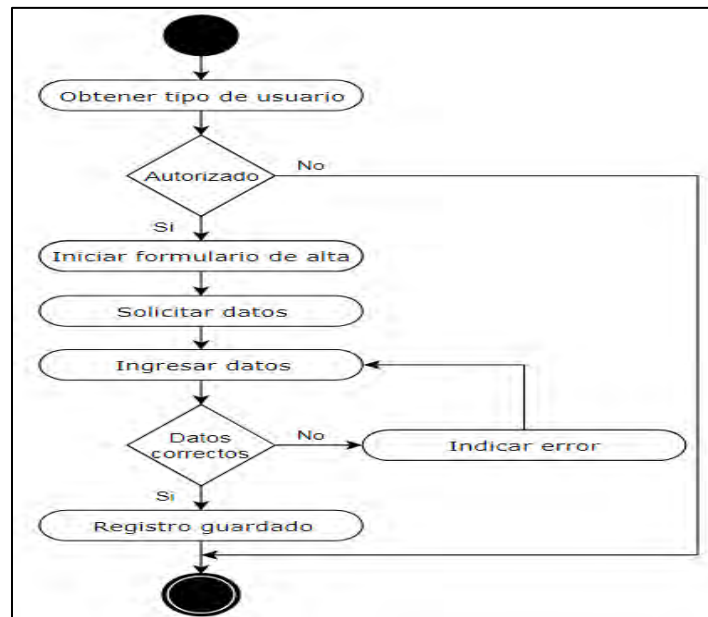 Obtener tipo de usuario
Autorizado
No
Si
Iniciar formulario de alta
Solicitar datos
Ingresar datos
Datos
correctos
No
Indicar error
Si
Registro guardado